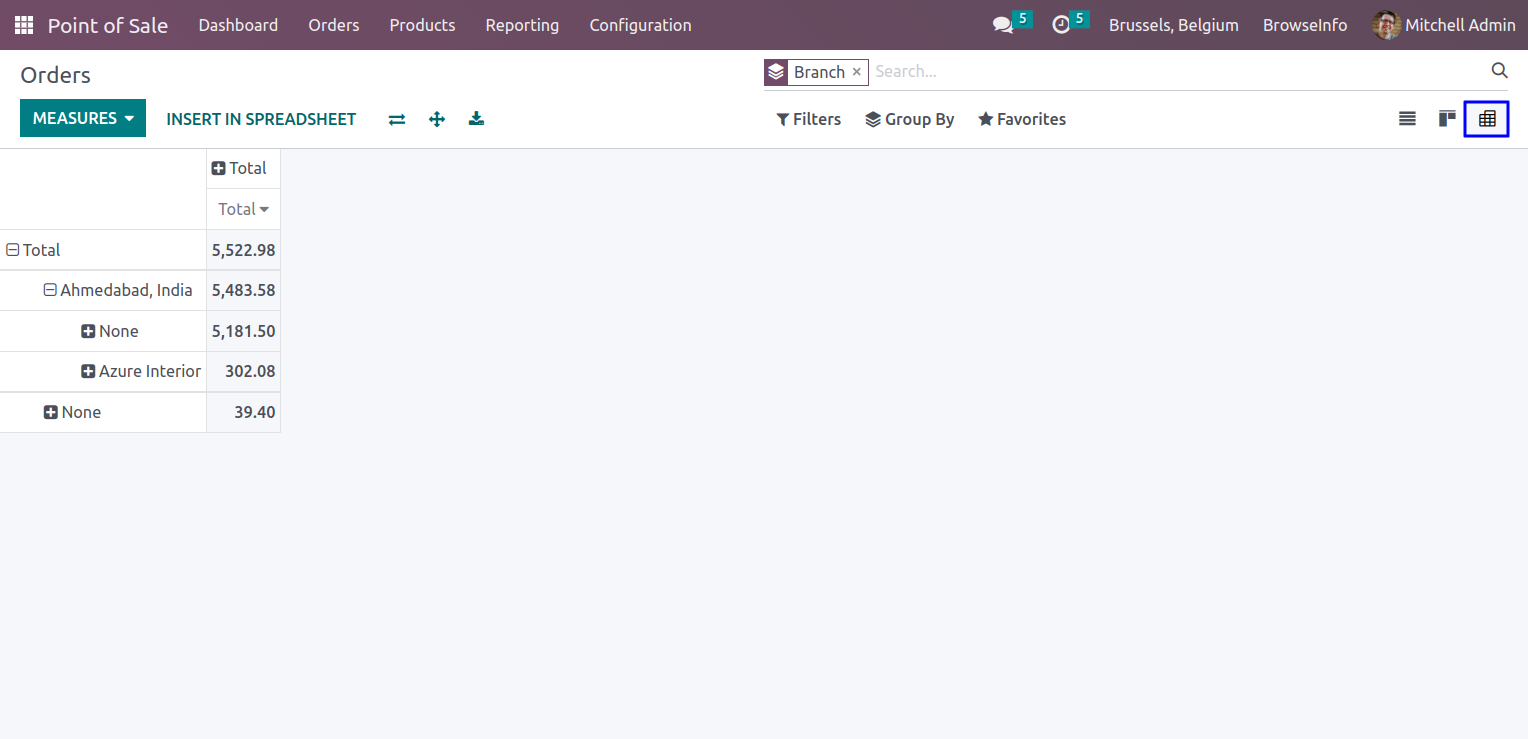 Point of Sale Dashboard Orders Products Reporting Configuration 5 5 Brussels, Belgium BrowseInfo Mitchell Admin
Orders
Branch × Search...
MEASURES INSERT IN SPREADSHEET Filters Group By Favorites
Total
Total
Total 5,522.98
Ahmedabad, India 5,483.58
None 5,181.50
Azure Interior 302.08
None 39.40